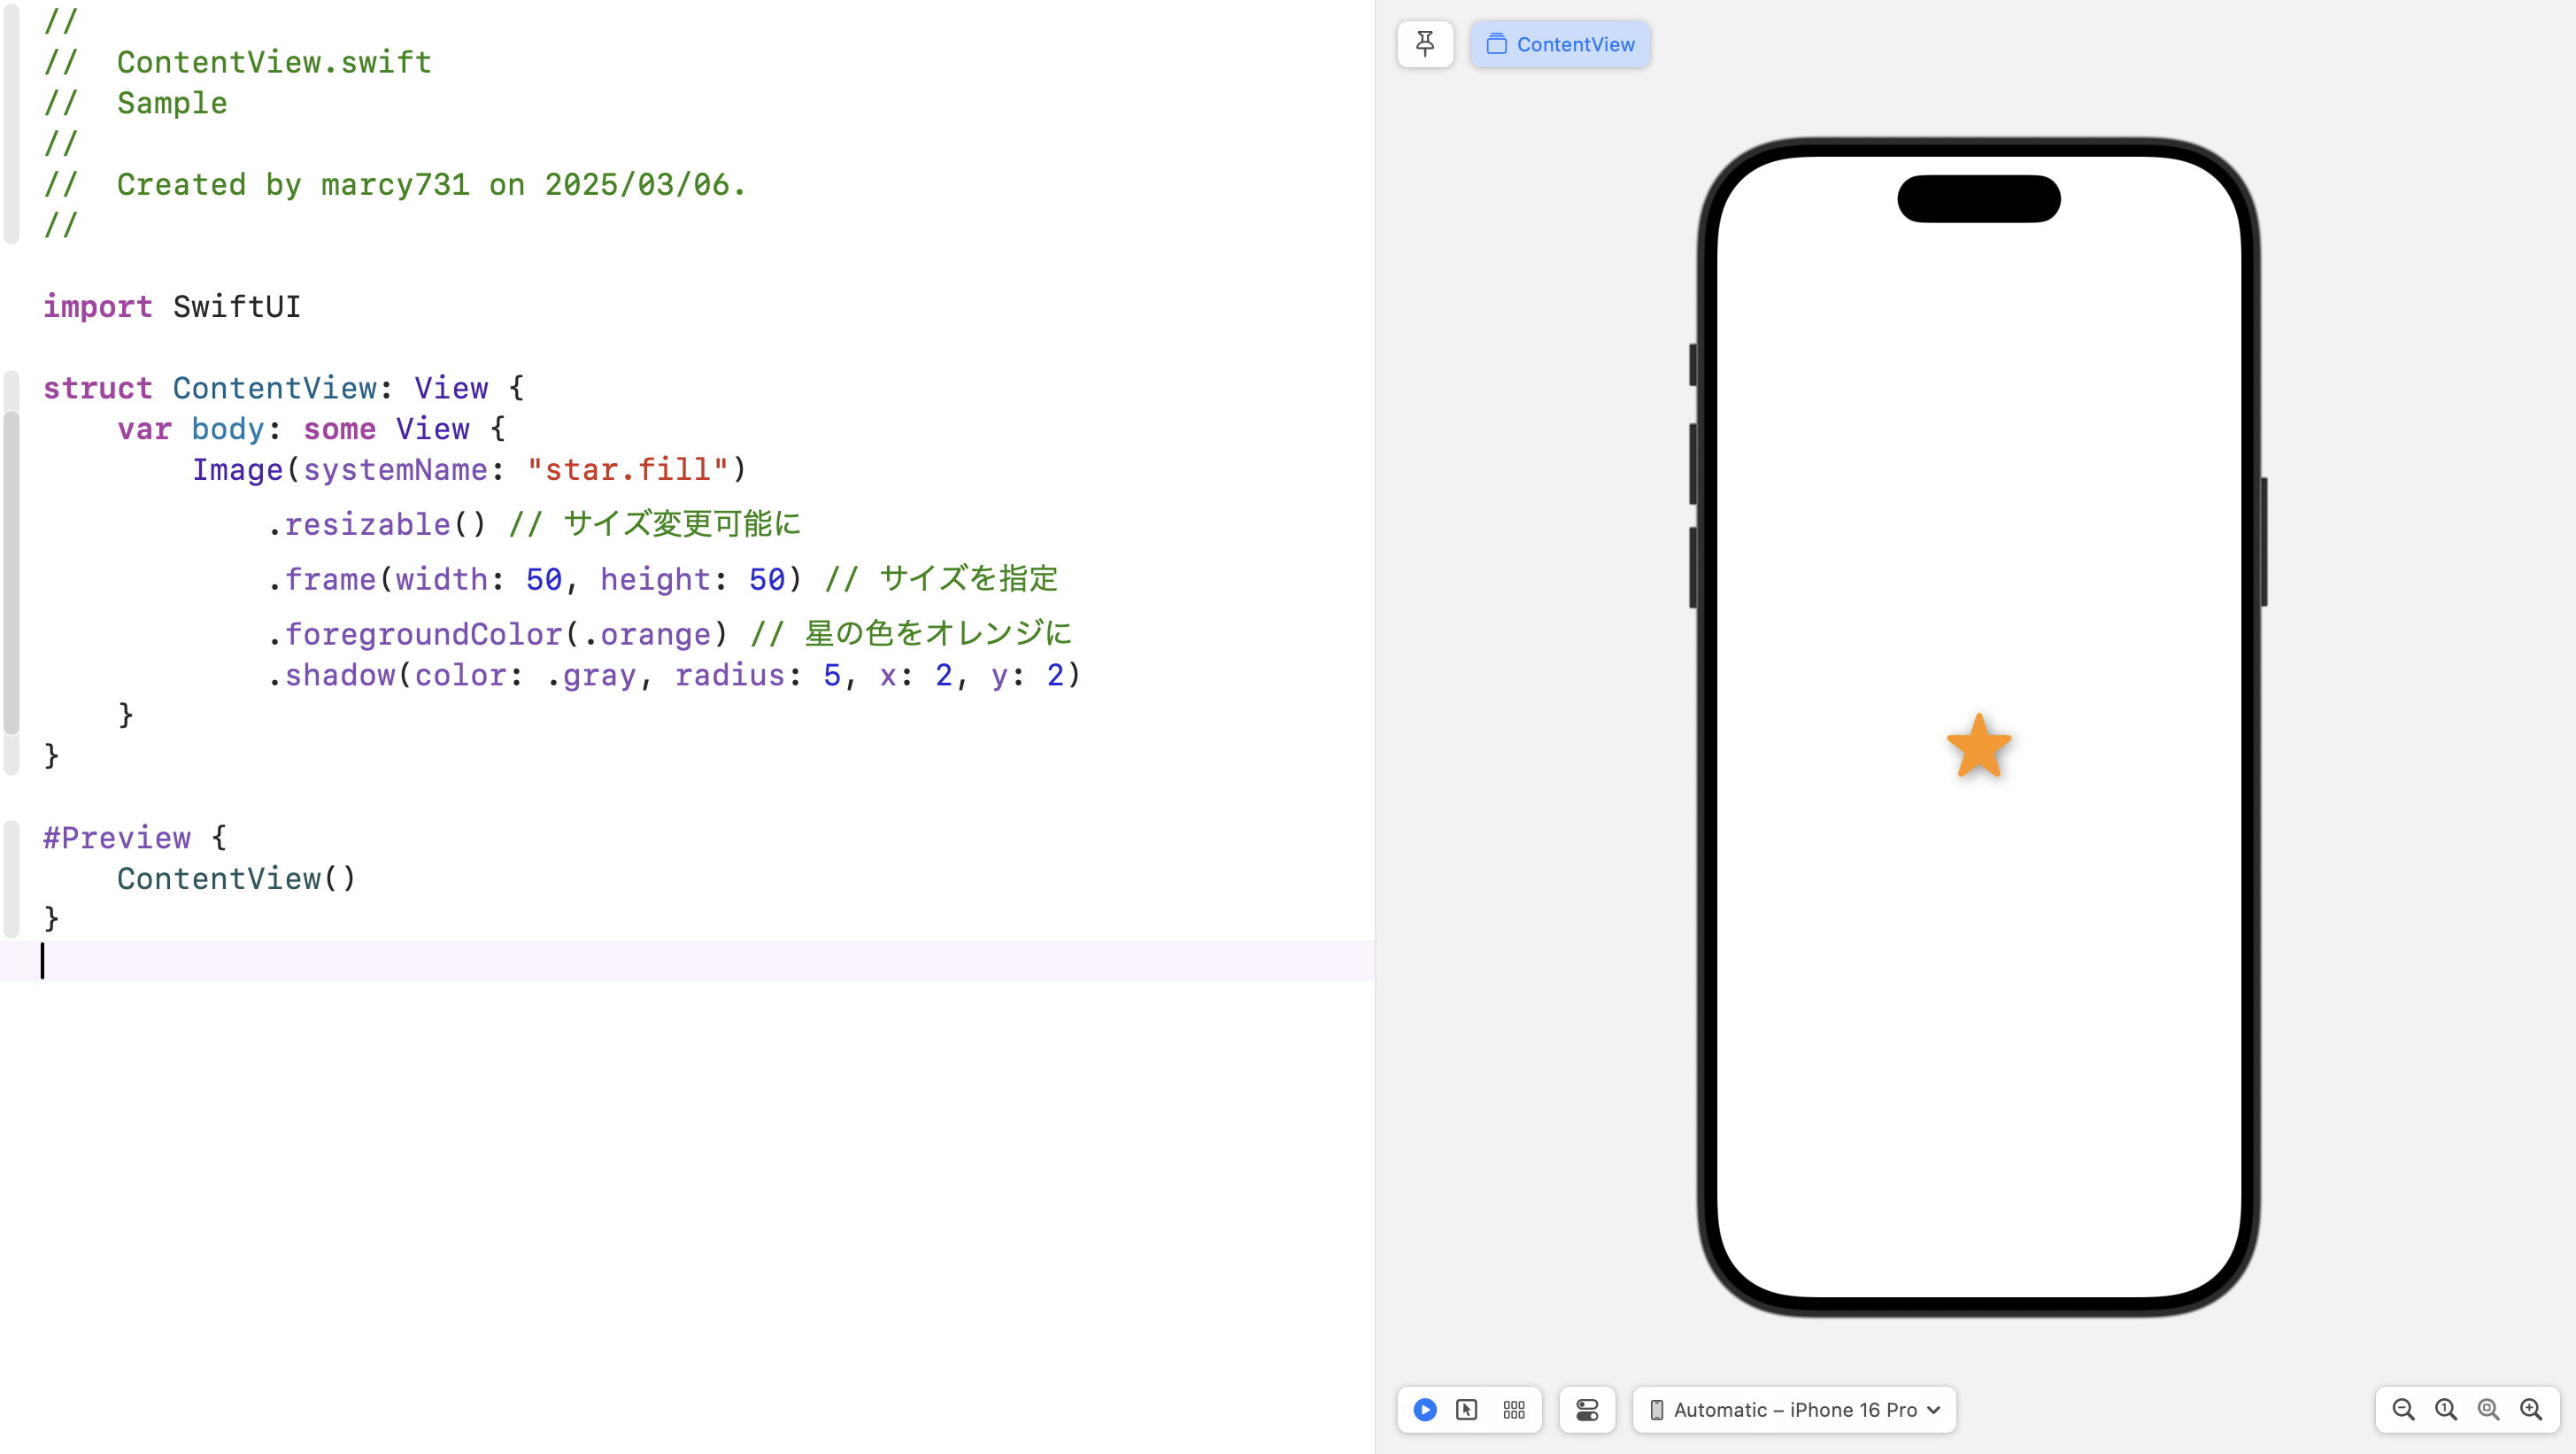 //
//  ContentView.swift
//  Sample
//
//  Created by marcy731 on 2025/03/06.
//
import SwiftUI
struct ContentView: View {
    var body: some View {
        Image(systemName: "star.fill")
            .resizable() // サイズ変更可能に
            .frame(width: 50, height: 50) // サイズを指定
            .foregroundColor(.orange) // 星の色をオレンジに
            .shadow(color: .gray, radius: 5, x: 2, y: 2)
    }
}
#Preview {
    ContentView()
}
ContentView
Automatic – iPhone 16 Pro